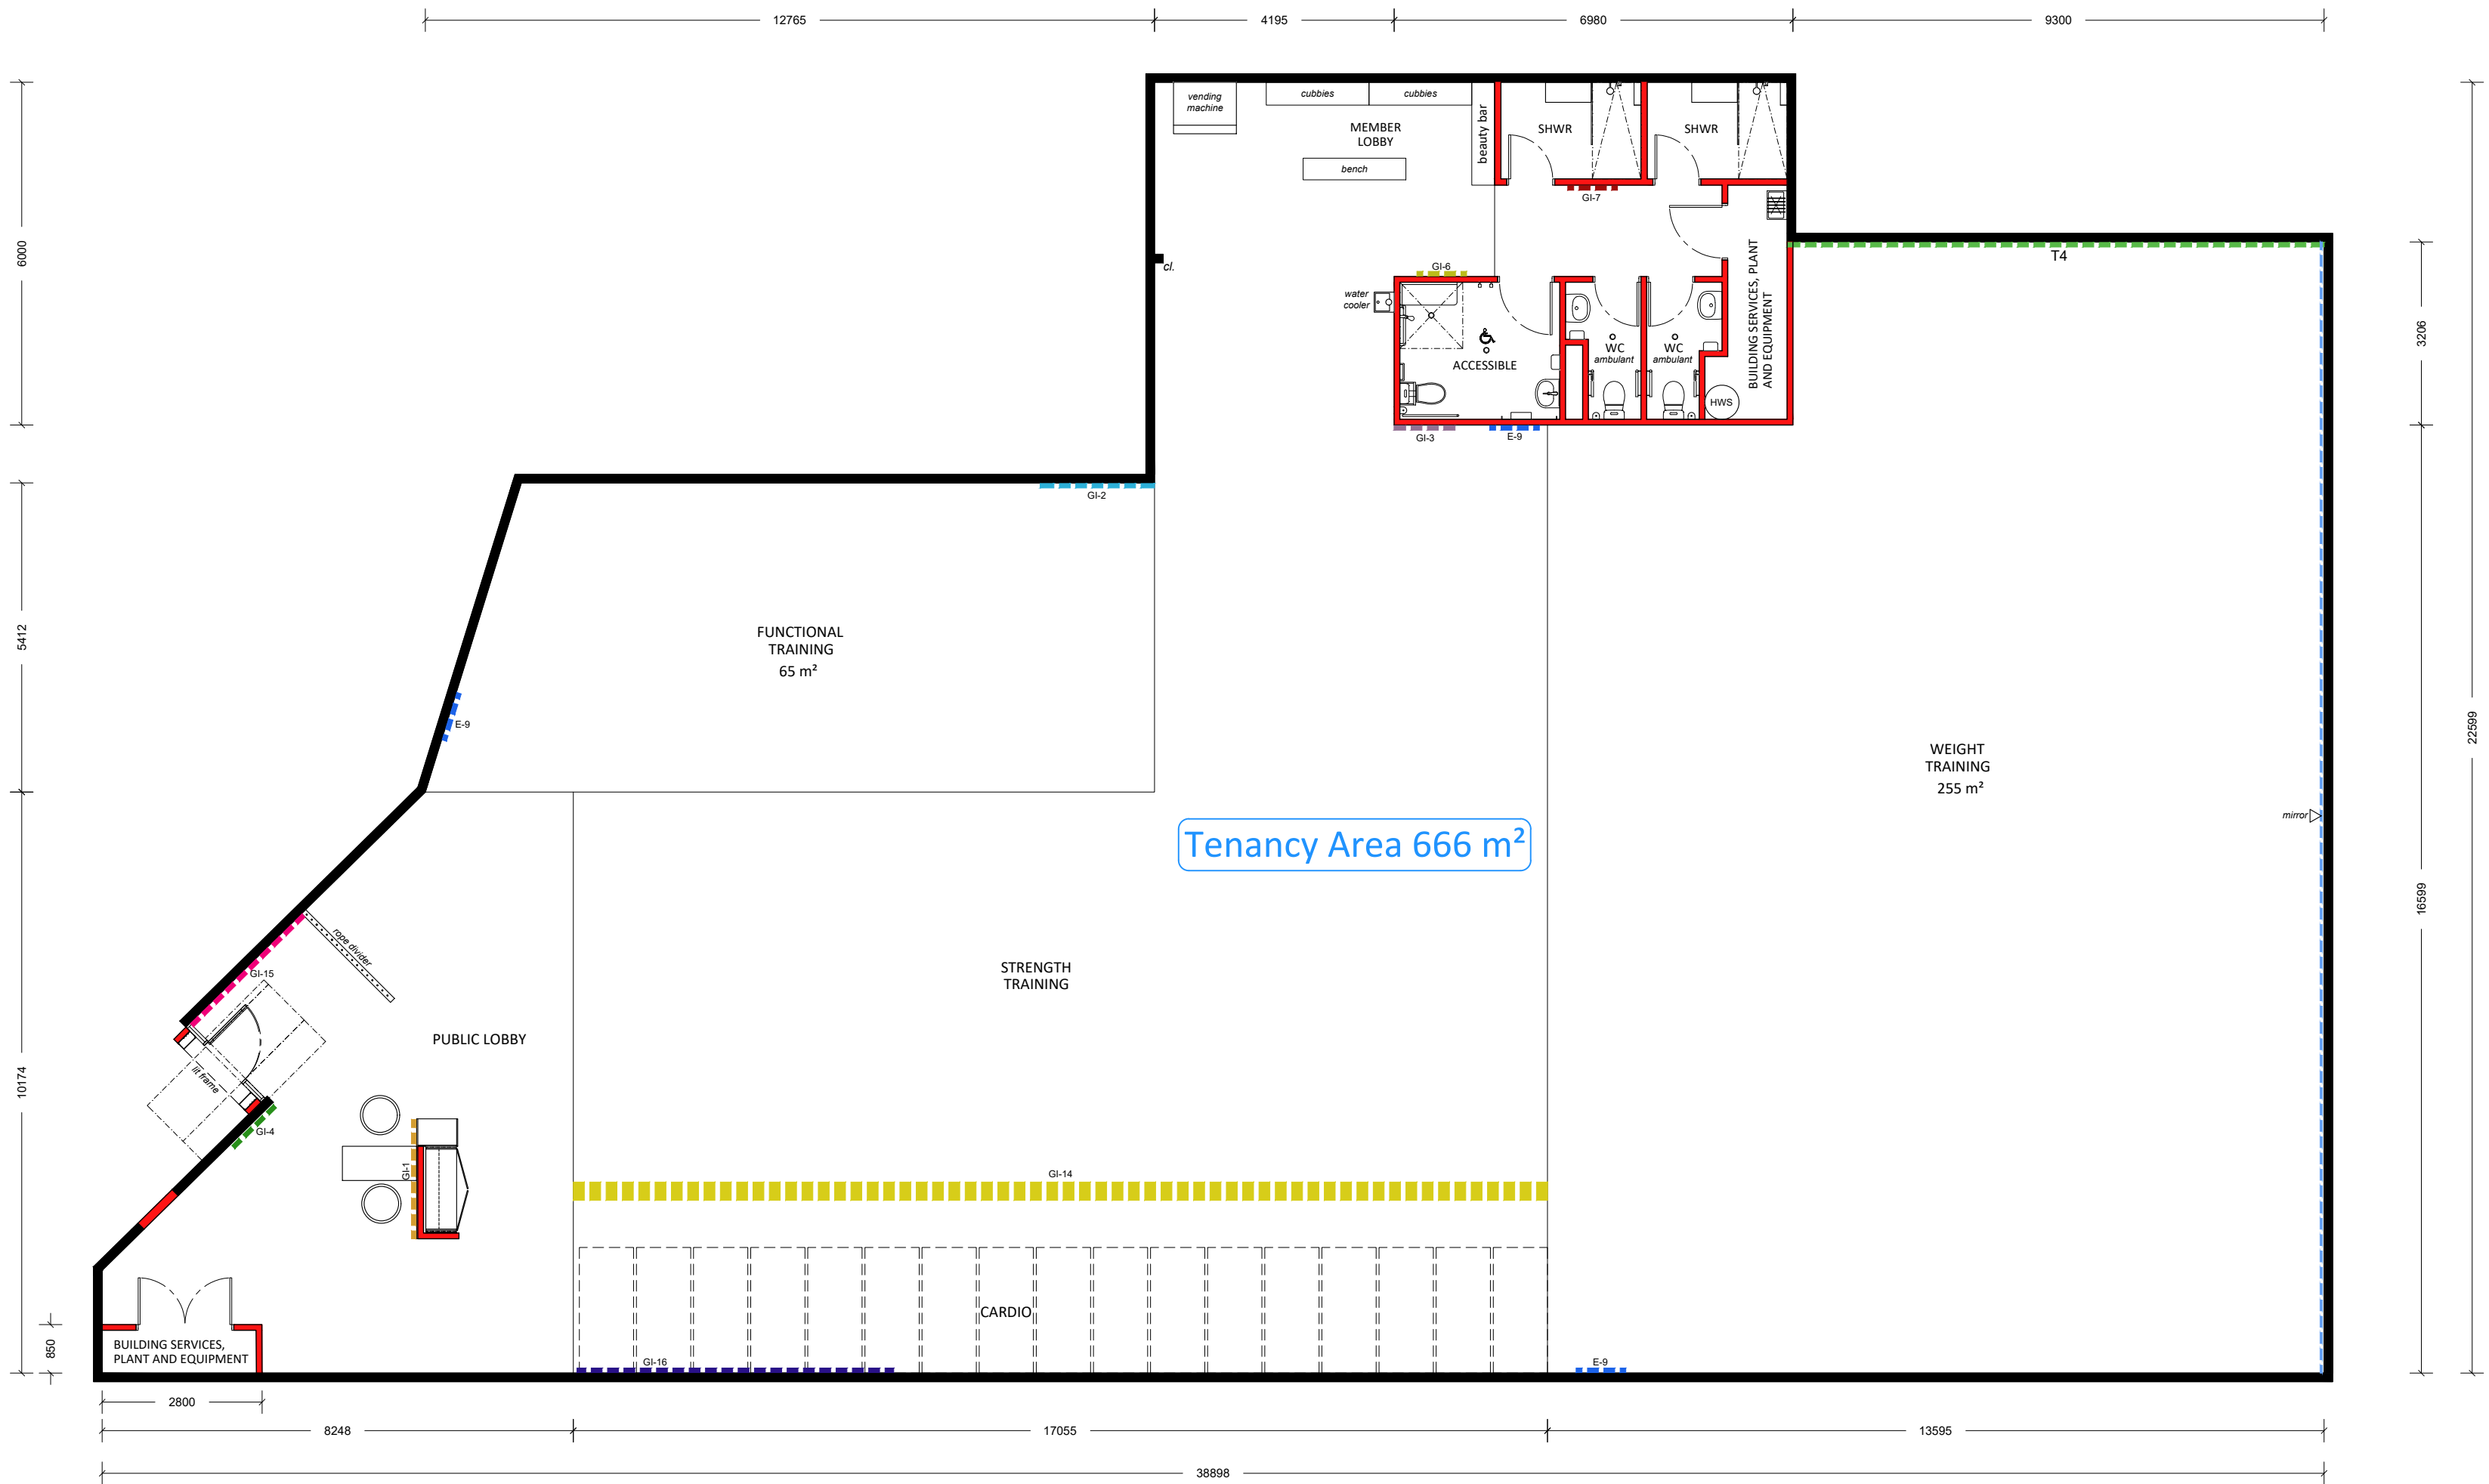 12765
4195
6980
9300
vending
machine
cubbies
cubbies
beauty bar
MEMBER
LOBBY
bench
SHWR
SHWR
GI-7
6000
cl.
GI-6
water
cooler
T4
BUILDING SERVICES, PLANT
AND EQUIPMENT
3206
WC
ambulant
WC
ambulant
ACCESSIBLE
HWS
GI-3
E-9
GI-2
5412
FUNCTIONAL
TRAINING
65 m²
E-9
22599
WEIGHT
TRAINING
255 m²
mirror
Tenancy Area 666 m²
16599
rope divider
GI-15
STRENGTH
TRAINING
PUBLIC LOBBY
lit frame
10174
GI-4
GI-1
GI-14
CARDIO
850
BUILDING SERVICES,
PLANT AND EQUIPMENT
GI-16
E-9
2800
8248
17055
13595
38898